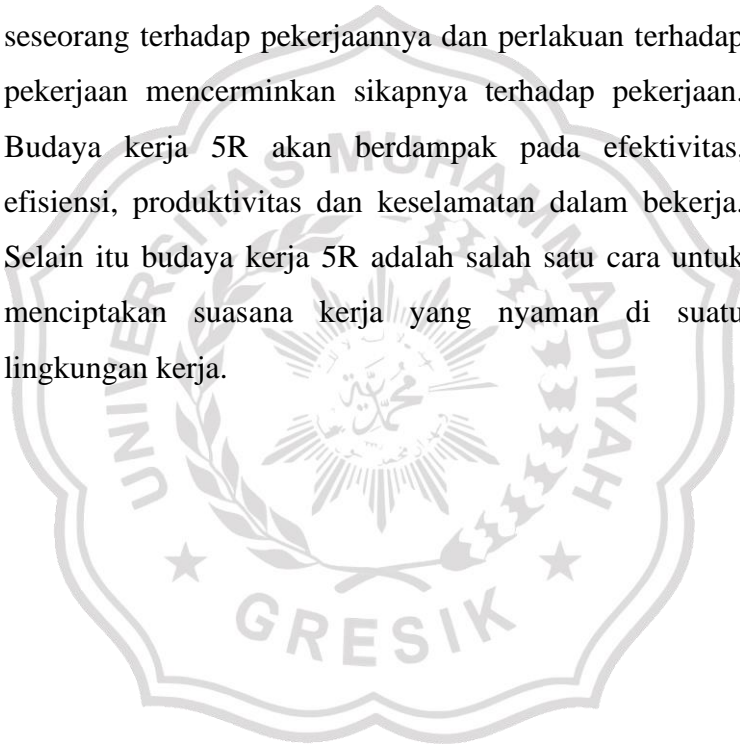 seseorang terhadap pekerjaannya dan perlakuan terhadap
pekerjaan mencerminkan sikapnya terhadap pekerjaan.
Budaya kerja 5R akan berdampak pada efektivitas,
efisiensi, produktivitas dan keselamatan dalam bekerja.
Selain itu budaya kerja 5R adalah salah satu cara untuk
menciptakan suasana kerja yang nyaman di suatu
lingkungan kerja.
UNIVERSITAS MUHAMMADIYAH
GRESIK